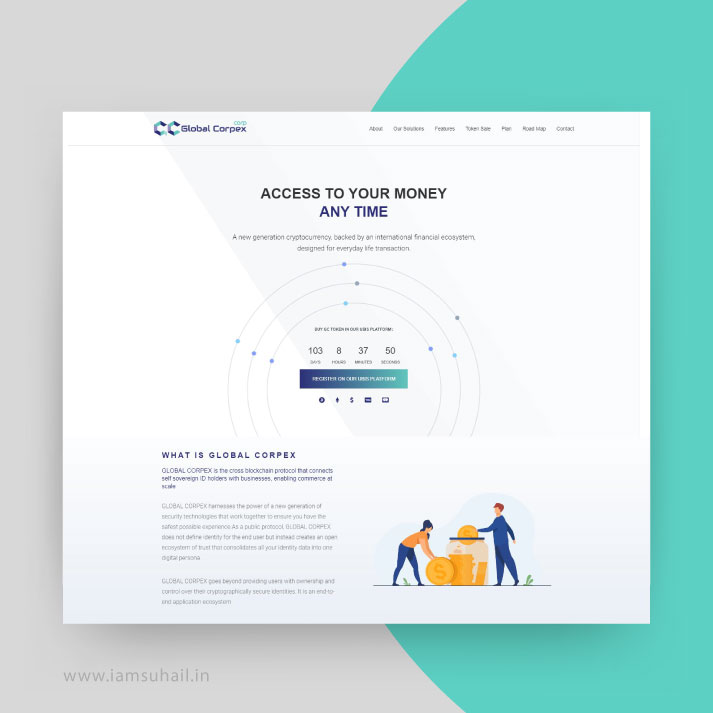 corp
Global Corpex
About Our Solutions Features Token Sale Plan Road Map Contact
ACCESS TO YOUR MONEY
ANY TIME
A new generation cryptocurrency, backed by an international financial ecosystem,
designed for everyday life transaction.
BUY GC TOKEN IN OUR UBIS PLATFORM:
103 8 37 50
DAYS HOURS MINUTES SECONDS
REGISTER ON OUR UBIS PLATFORM
WHAT IS GLOBAL CORPEX
GLOBAL CORPEX is the cross blockchain protocol that connects
self sovereign ID holders with businesses, enabling commerce at
scale
GLOBAL CORPEX harnesses the power of a new generation of
security technologies that work together to ensure you have the
safest possible experience.As a public protocol, GLOBAL CORPEX
does not define identity for the end user but instead creates an open
ecosystem of trust that consolidates all your identity data into one
digital persona.
GLOBAL CORPEX goes beyond providing users with ownership and
control over their cryptographically secure identities. It is an end-to-
end application ecosystem
www.iamsuhail.in